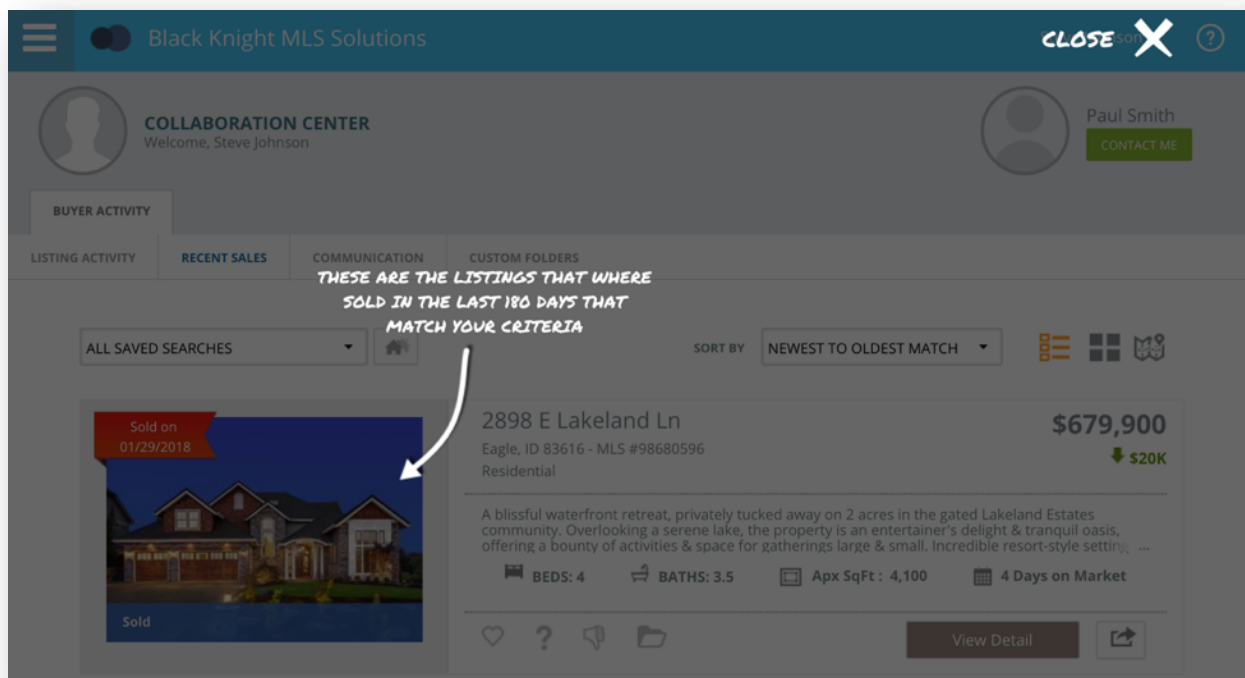 Black Knight MLS Solutions
CLOSE
COLLABORATION CENTER
Welcome, Steve Johnson
Paul Smith
CONTACT ME
BUYER ACTIVITY
LISTING ACTIVITY RECENT SALES COMMUNICATION CUSTOM FOLDERS
THESE ARE THE LISTINGS THAT WHERE
SOLD IN THE LAST 180 DAYS THAT
MATCH YOUR CRITERIA
ALL SAVED SEARCHES SORT BY NEWEST TO OLDEST MATCH
Sold on
01/29/2018
Sold
2898 E Lakeland Ln $679,900
Eagle, ID 83616 - MLS #98680596 $20K
Residential
A blissful waterfront retreat, privately tucked away on 2 acres in the gated Lakeland Estates
community. Overlooking a serene lake, the property is an entertainer's delight & tranquil oasis,
offering a bounty of activities & space for gatherings large & small. Incredible resort-style setting ...
BEDS: 4 BATHS: 3.5 Apx SqFt : 4,100 4 Days on Market
View Detail